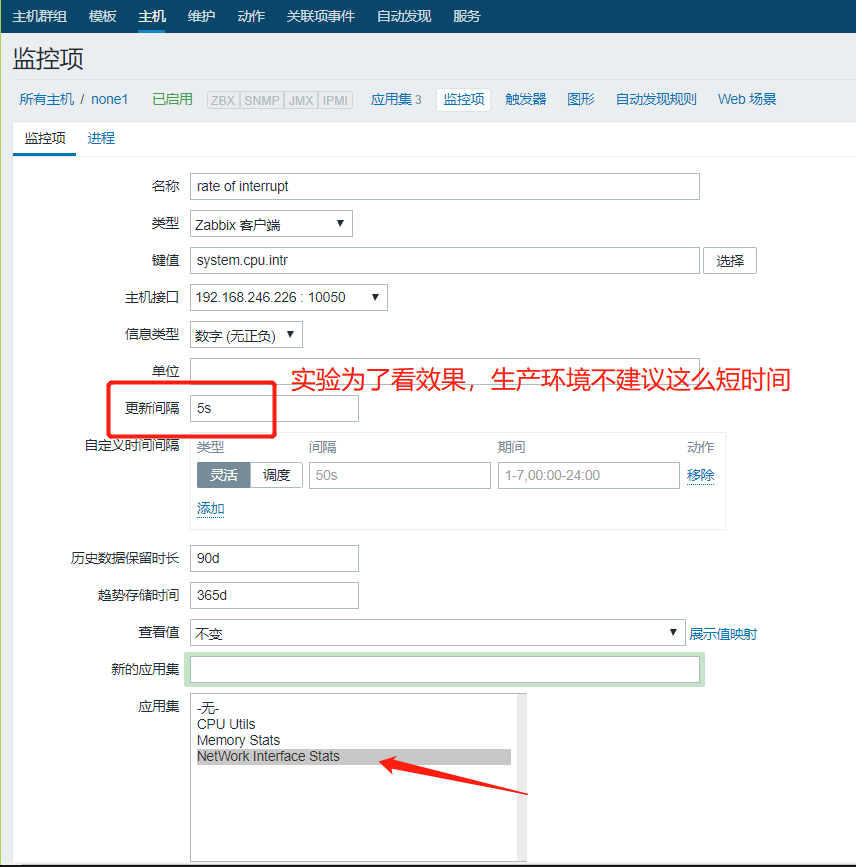 主机群组 模板 主机 维护 动作 关联项事件 自动发现 服务
监控项
所有主机 / none1 已启用 ZBX SNMP JMX IPMI 应用集 3 监控项 触发器 图形 自动发现规则 Web 场景
监控项 进程
名称 rate of interrupt
类型 Zabbix 客户端
键值 system.cpu.intr 选择
主机接口 192.168.246.226 : 10050
信息类型 数字 (无正负)
单位
实验为了看效果，生产环境不建议这么短时间
更新间隔 5s
自定义时间间隔 类型 间隔 期间 动作
灵活 调度 50s 1-7,00:00-24:00 移除
添加
历史数据保留时长 90d
趋势存储时间 365d
查看值 不变 展示值映射
新的应用集
应用集 -无-
CPU Utils
Memory Stats
NetWork Interface Stats